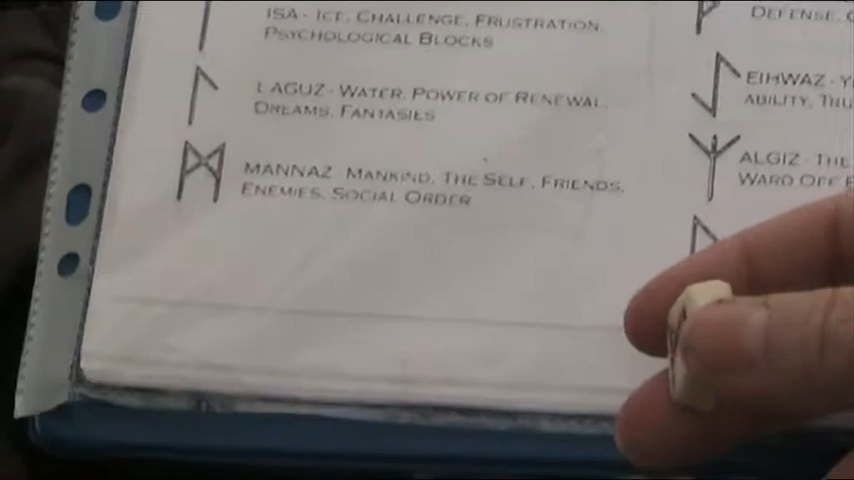 ISA - ICE, CHALLENGE, FRUSTRATION,
PSYCHOLOGICAL BLOCKS
LAGUZ - WATER, POWER OF RENEWAL,
DREAMS, FANTASIES
MANNAZ - MANKIND, THE SELF, FRIENDS,
ENEMIES, SOCIAL ORDER
DEFENSE,
EIHWAZ -
ABILITY,
ALGIZ - THE
WARD OFF